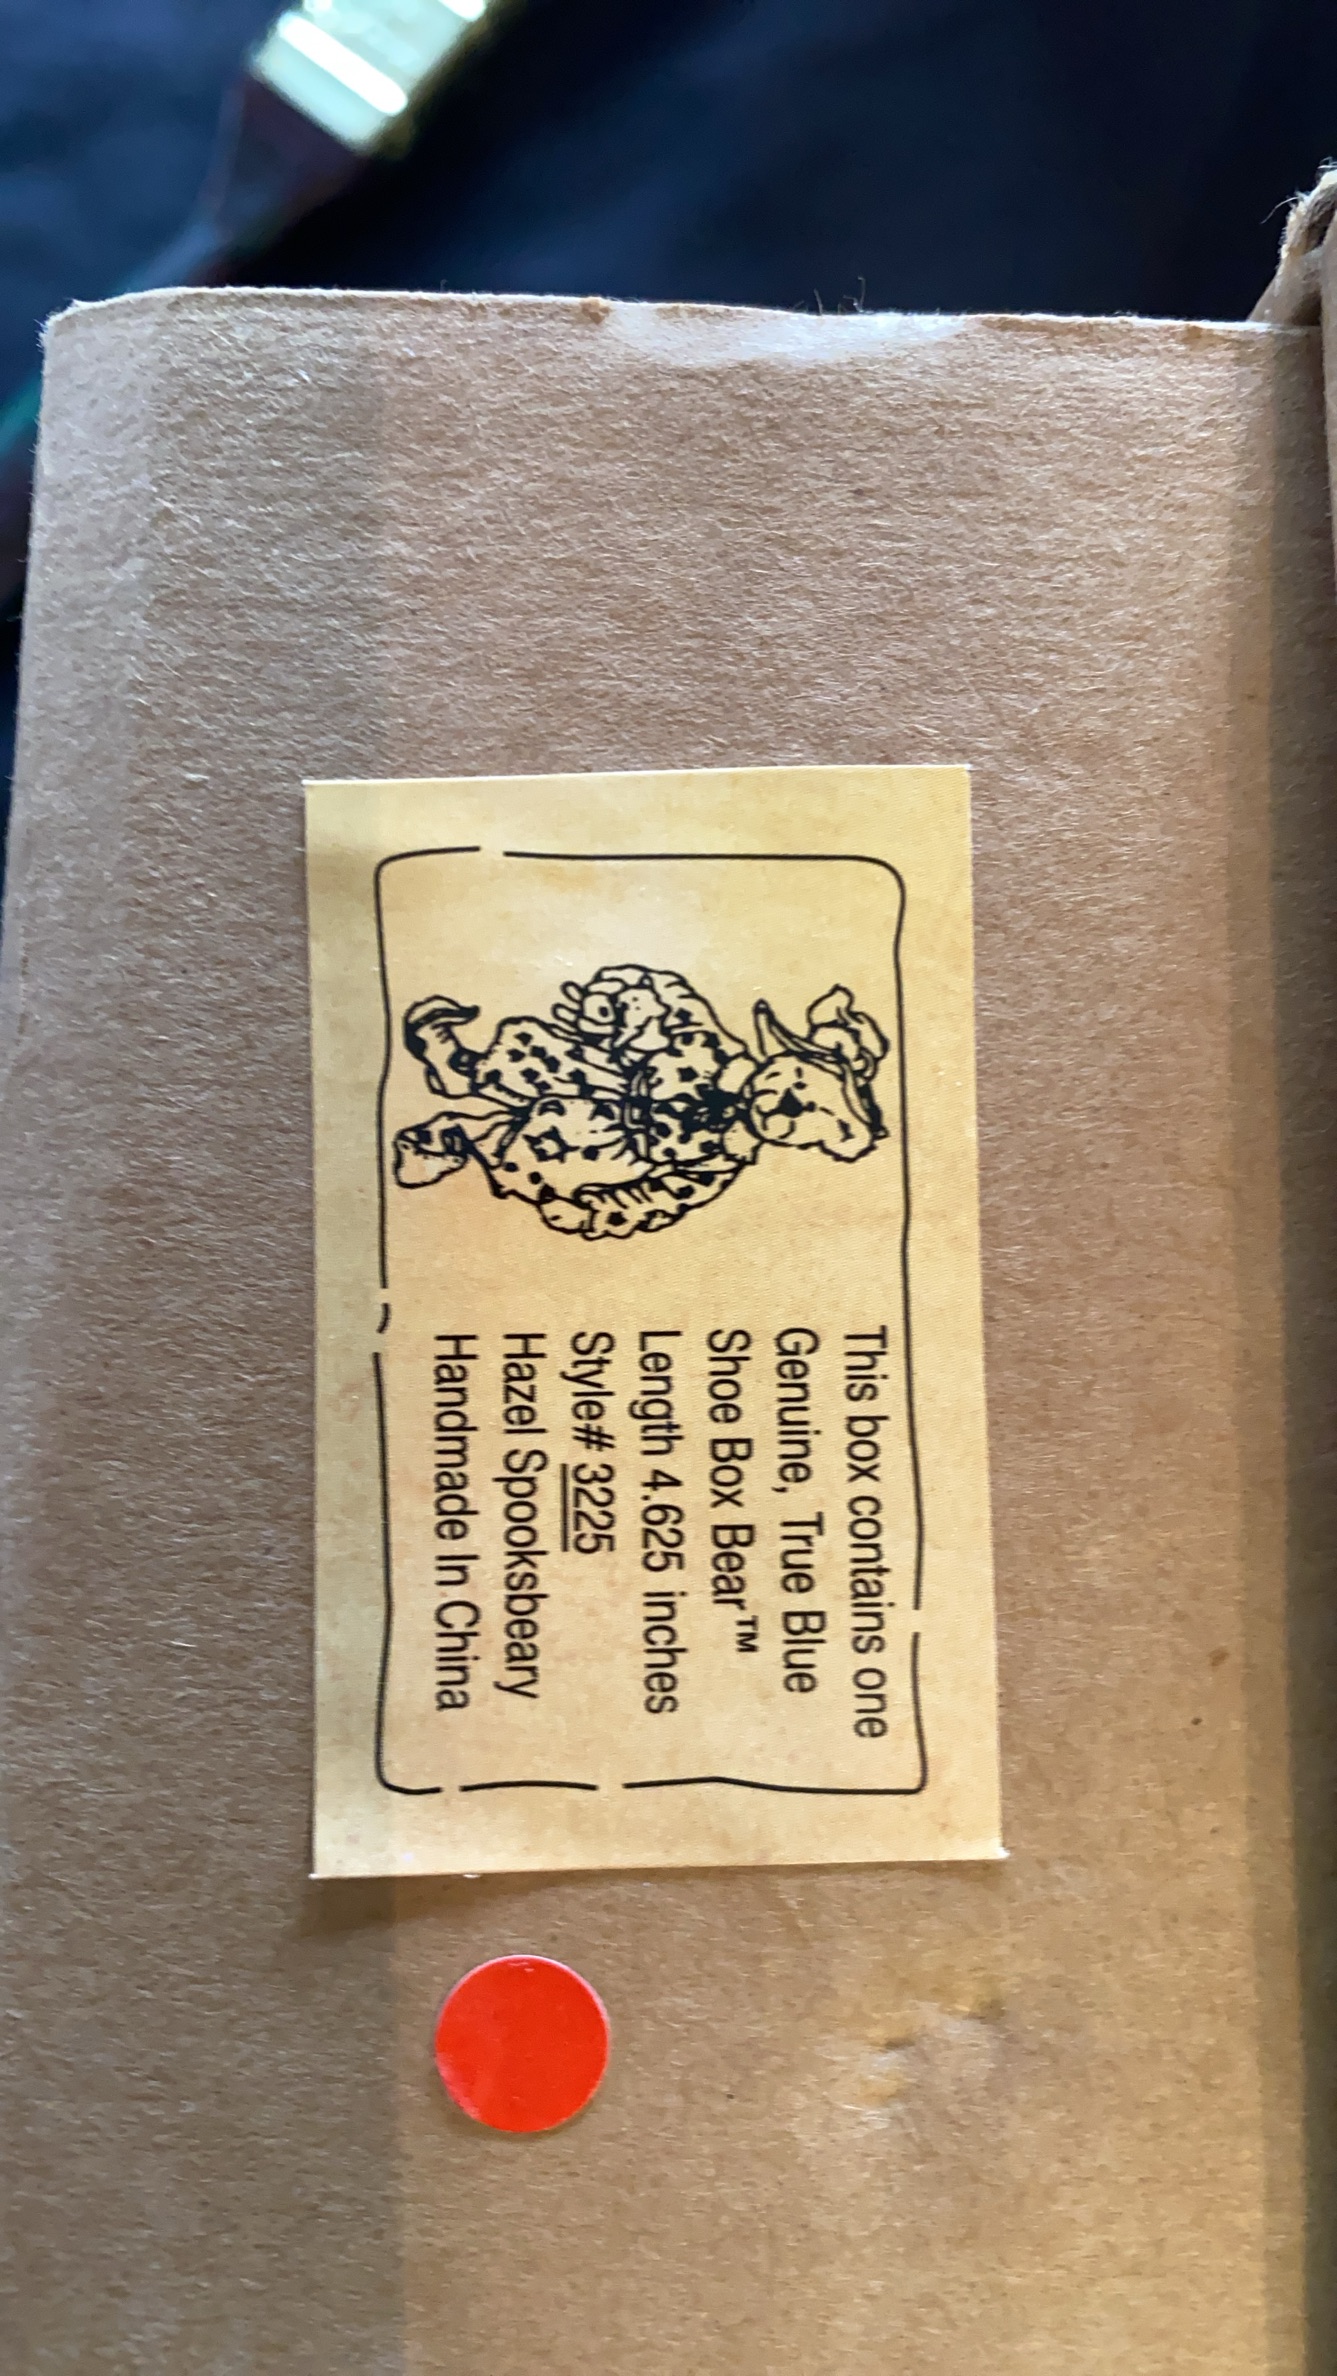 This box contains one
Genuine, True Blue
Shoe Box Bear™
Length 4.625 inches
Style# 3225
Hazel Spooksbeary
Handmade In China